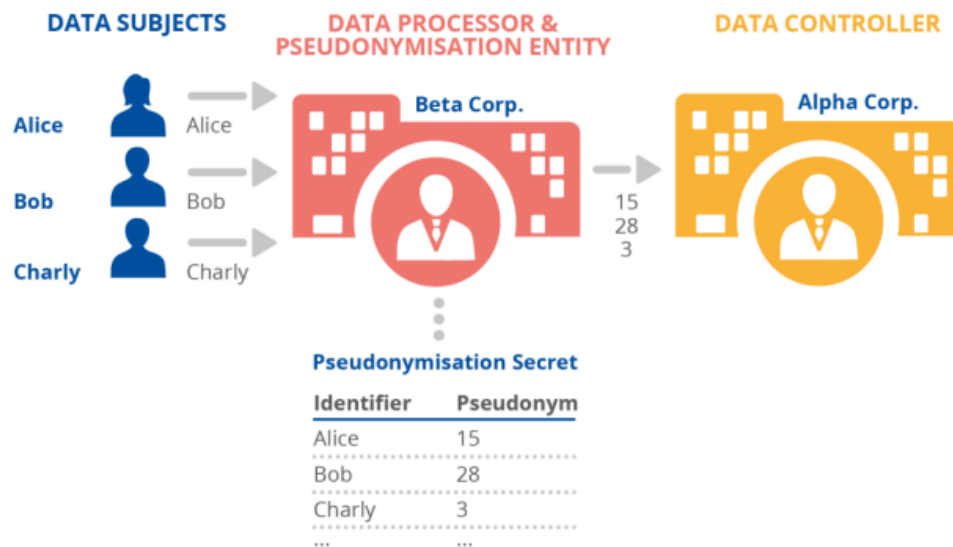 DATA SUBJECTS
DATA PROCESSOR &
PSEUDONYMISATION ENTITY
DATA CONTROLLER
Beta Corp.
Alpha Corp.
Alice
Alice
Bob
Bob
Charly
Charly
15
28
3
Pseudonymisation Secret
Identifier Pseudonym
Alice 15
Bob 28
Charly 3
... ...